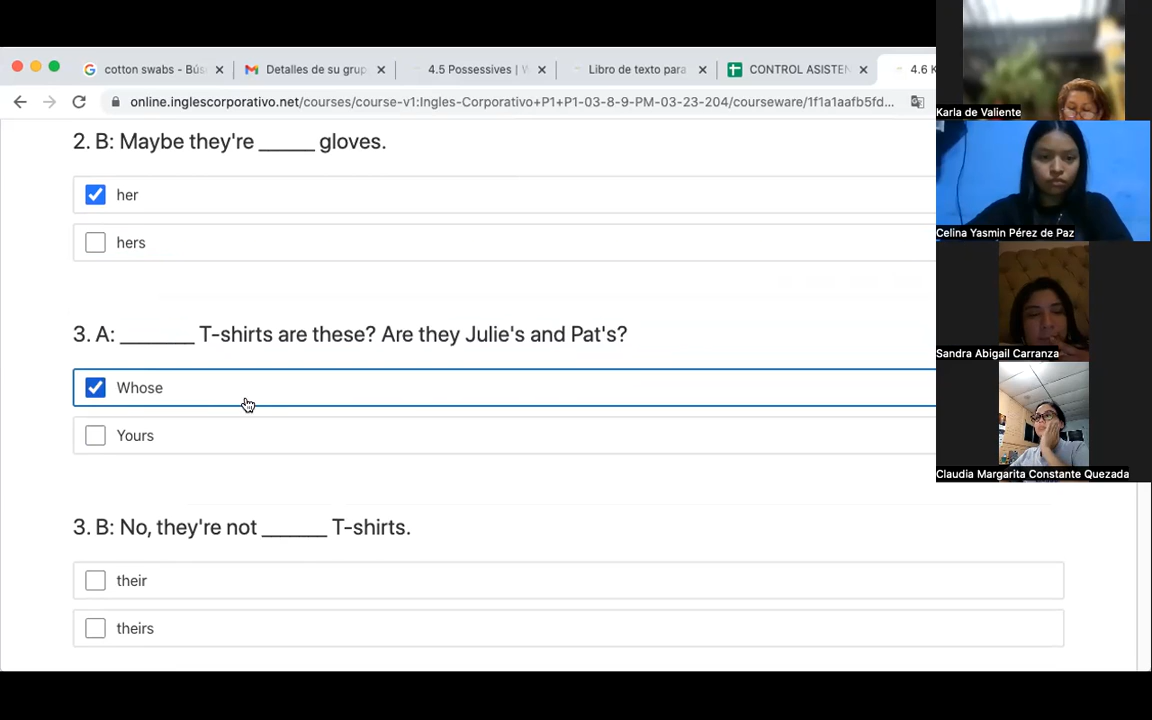 cotton swabs - Bús
Detalles de su grup
4.5 Possessives | W
Libro de texto para
CONTROL ASISTEN
4.6 K
online.inglescorporativo.net/courses/course-v1:Ingles-Corporativo+P1+P1-03-8-9-PM-03-23-204/courseware/1f1a1aafb5fd...
Karla de Valiente
2. B: Maybe they're ______ gloves.
her
hers
Celina Yasmin Pérez de Paz
3. A: ________ T-shirts are these? Are they Julie's and Pat's?
Sandra Abigail Carranza
Whose
Yours
Claudia Margarita Constante Quezada
3. B: No, they're not _______ T-shirts.
their
theirs